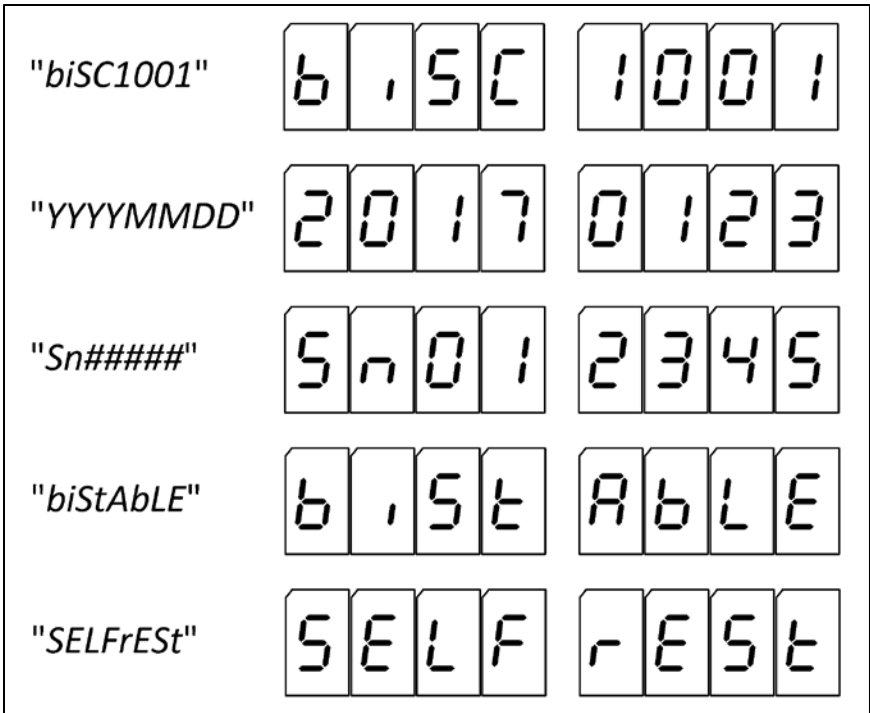 "biSC1001" biSC 1001
"YYYYMMDD" 2017 0123
"Sn#####" Sn01 2345
"biStAbLE" biSt AbLE
"SELFrESt" SELF rESt